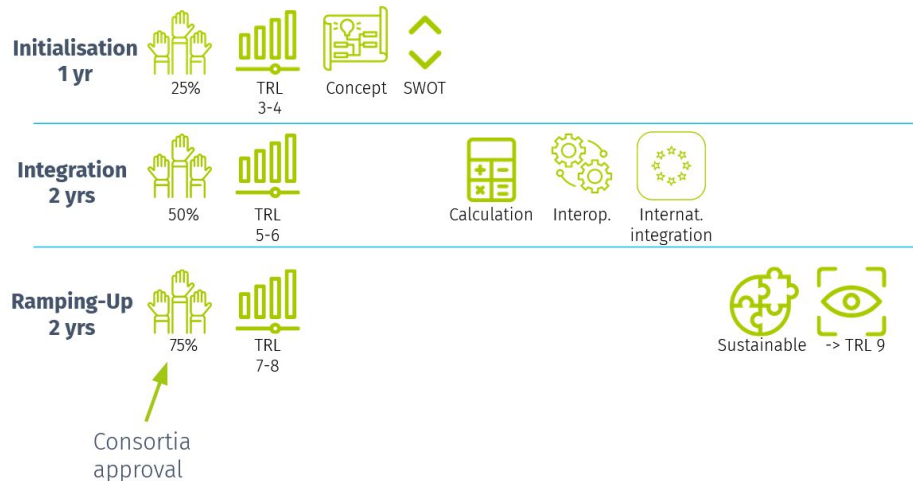 Initialisation
1 yr
25%
TRL
3-4
Concept
SWOT
Integration
2 yrs
50%
TRL
5-6
Calculation
Interop.
Internat.
integration
Ramping-Up
2 yrs
75%
TRL
7-8
Sustainable
-> TRL 9
Consortia
approval